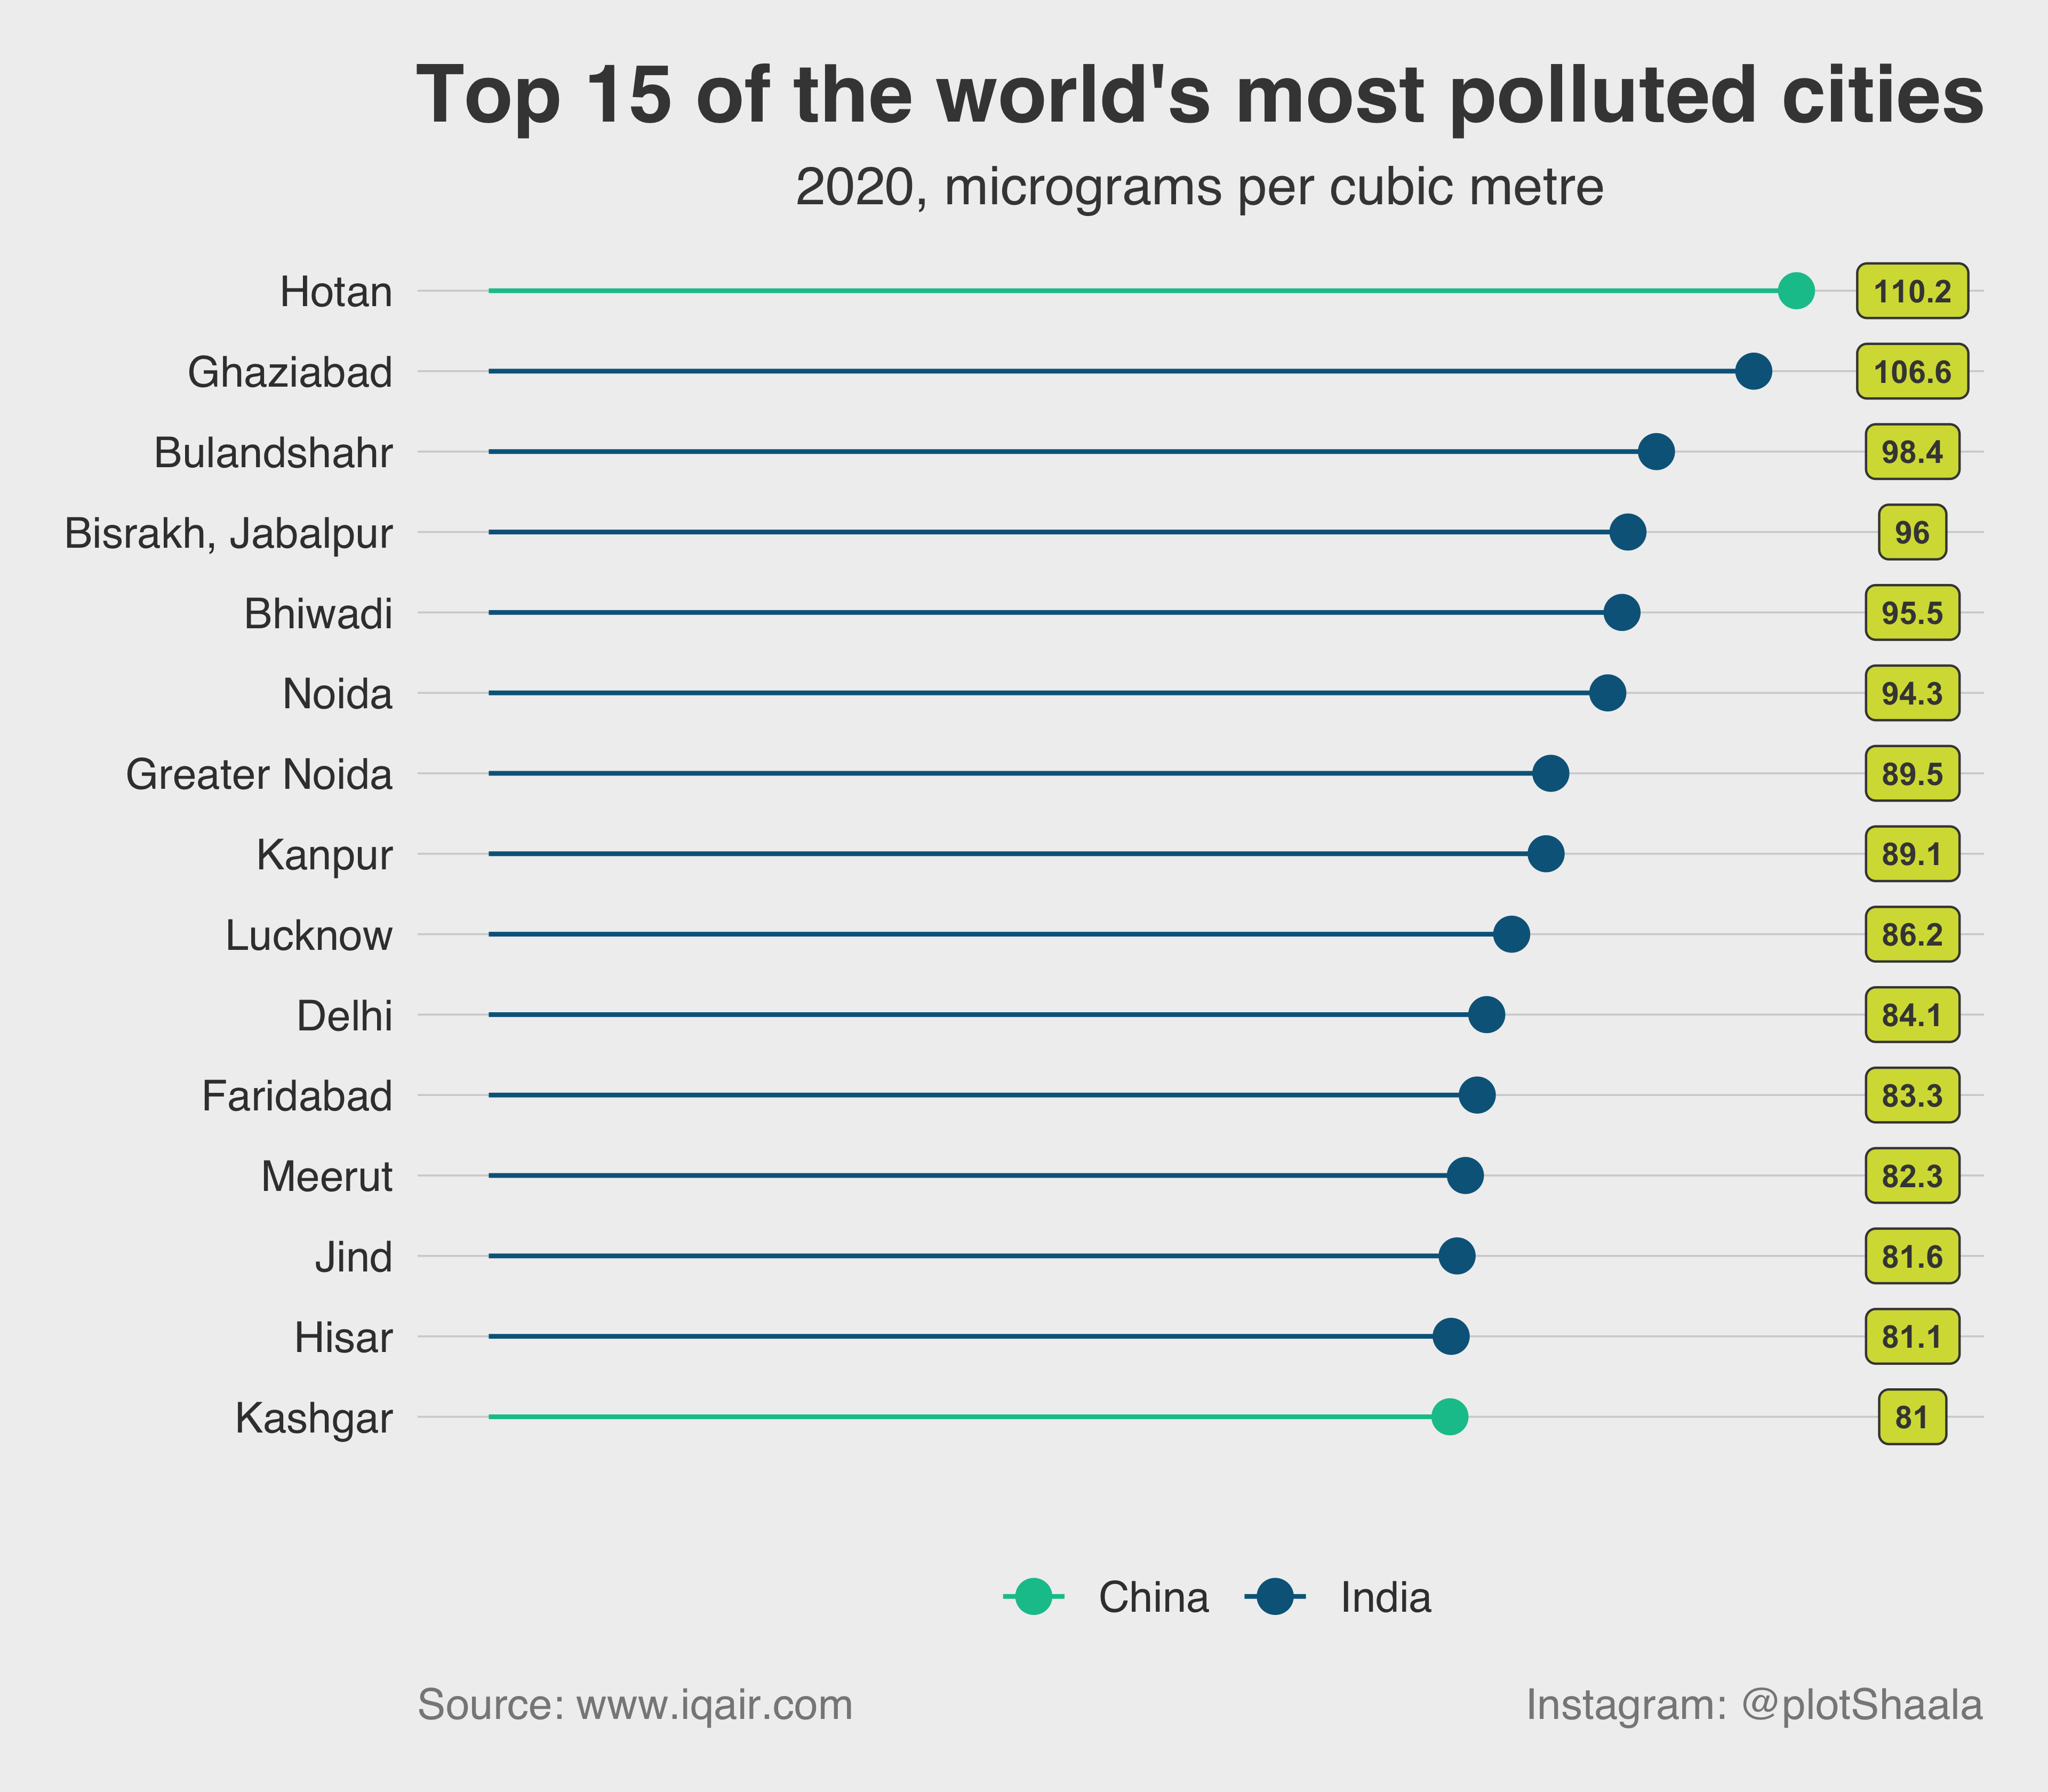 Top 15 of the world's most polluted cities
2020, micrograms per cubic metre
Hotan 110.2
Ghaziabad 106.6
Bulandshahr 98.4
Bisrakh, Jabalpur 96
Bhiwadi 95.5
Noida 94.3
Greater Noida 89.5
Kanpur 89.1
Lucknow 86.2
Delhi 84.1
Faridabad 83.3
Meerut 82.3
Jind 81.6
Hisar 81.1
Kashgar 81
China India
Source: www.iqair.com Instagram: @plotShaala